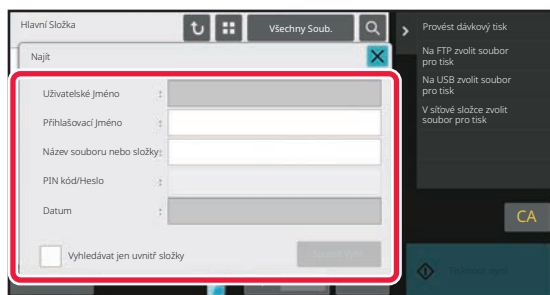 Hlavní Složka
Všechny Soub.
Najít
Uživatelské Jméno :
Přihlašovací Jméno :
Název souboru nebo složky:
PIN kód/Heslo :
Datum :
Vyhledávat jen uvnitř složky
Provést dávkový tisk
Na FTP zvolit soubor
pro tisk
Na USB zvolit soubor
pro tisk
V síťové složce zvolit
soubor pro tisk
CA